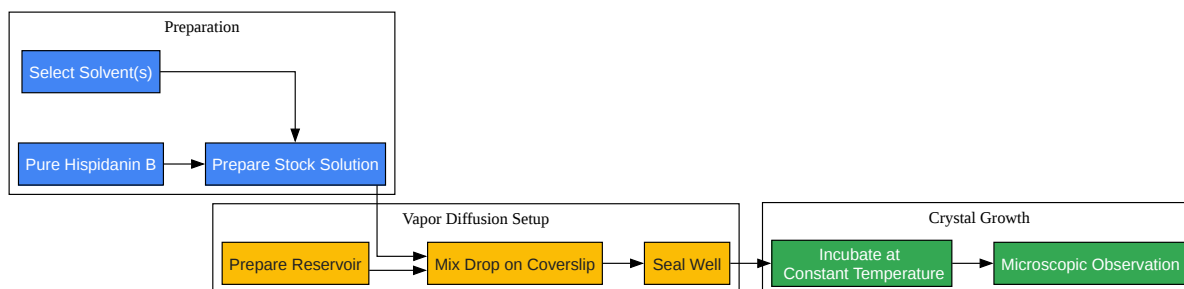 Preparation
Select Solvent(s)
Pure Hispidanin B
Prepare Stock Solution
Vapor Diffusion Setup
Prepare Reservoir
Mix Drop on Coverslip
Seal Well
Crystal Growth
Incubate at
Constant Temperature
Microscopic Observation